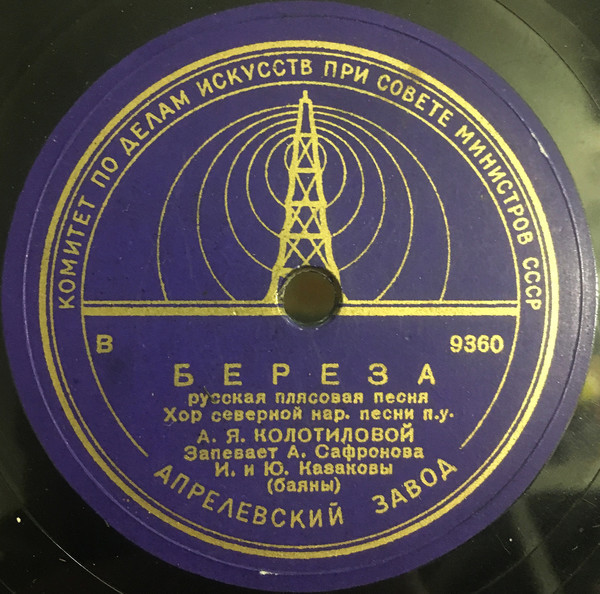 КОМИТЕТ ПО ДЕЛАМ ИСКУССТВ ПРИ СОВЕТЕ МИНИСТРОВ СССР
В 9360
БЕРЕЗА
русская плясовая песня
Хор северной нар. песни п.у.
А. Я. КОЛОТИЛОВОЙ
Запевает А. Сафронова
И. и Ю. Казаковы
(баяны)
АПРЕЛЕВСКИЙ ЗАВОД